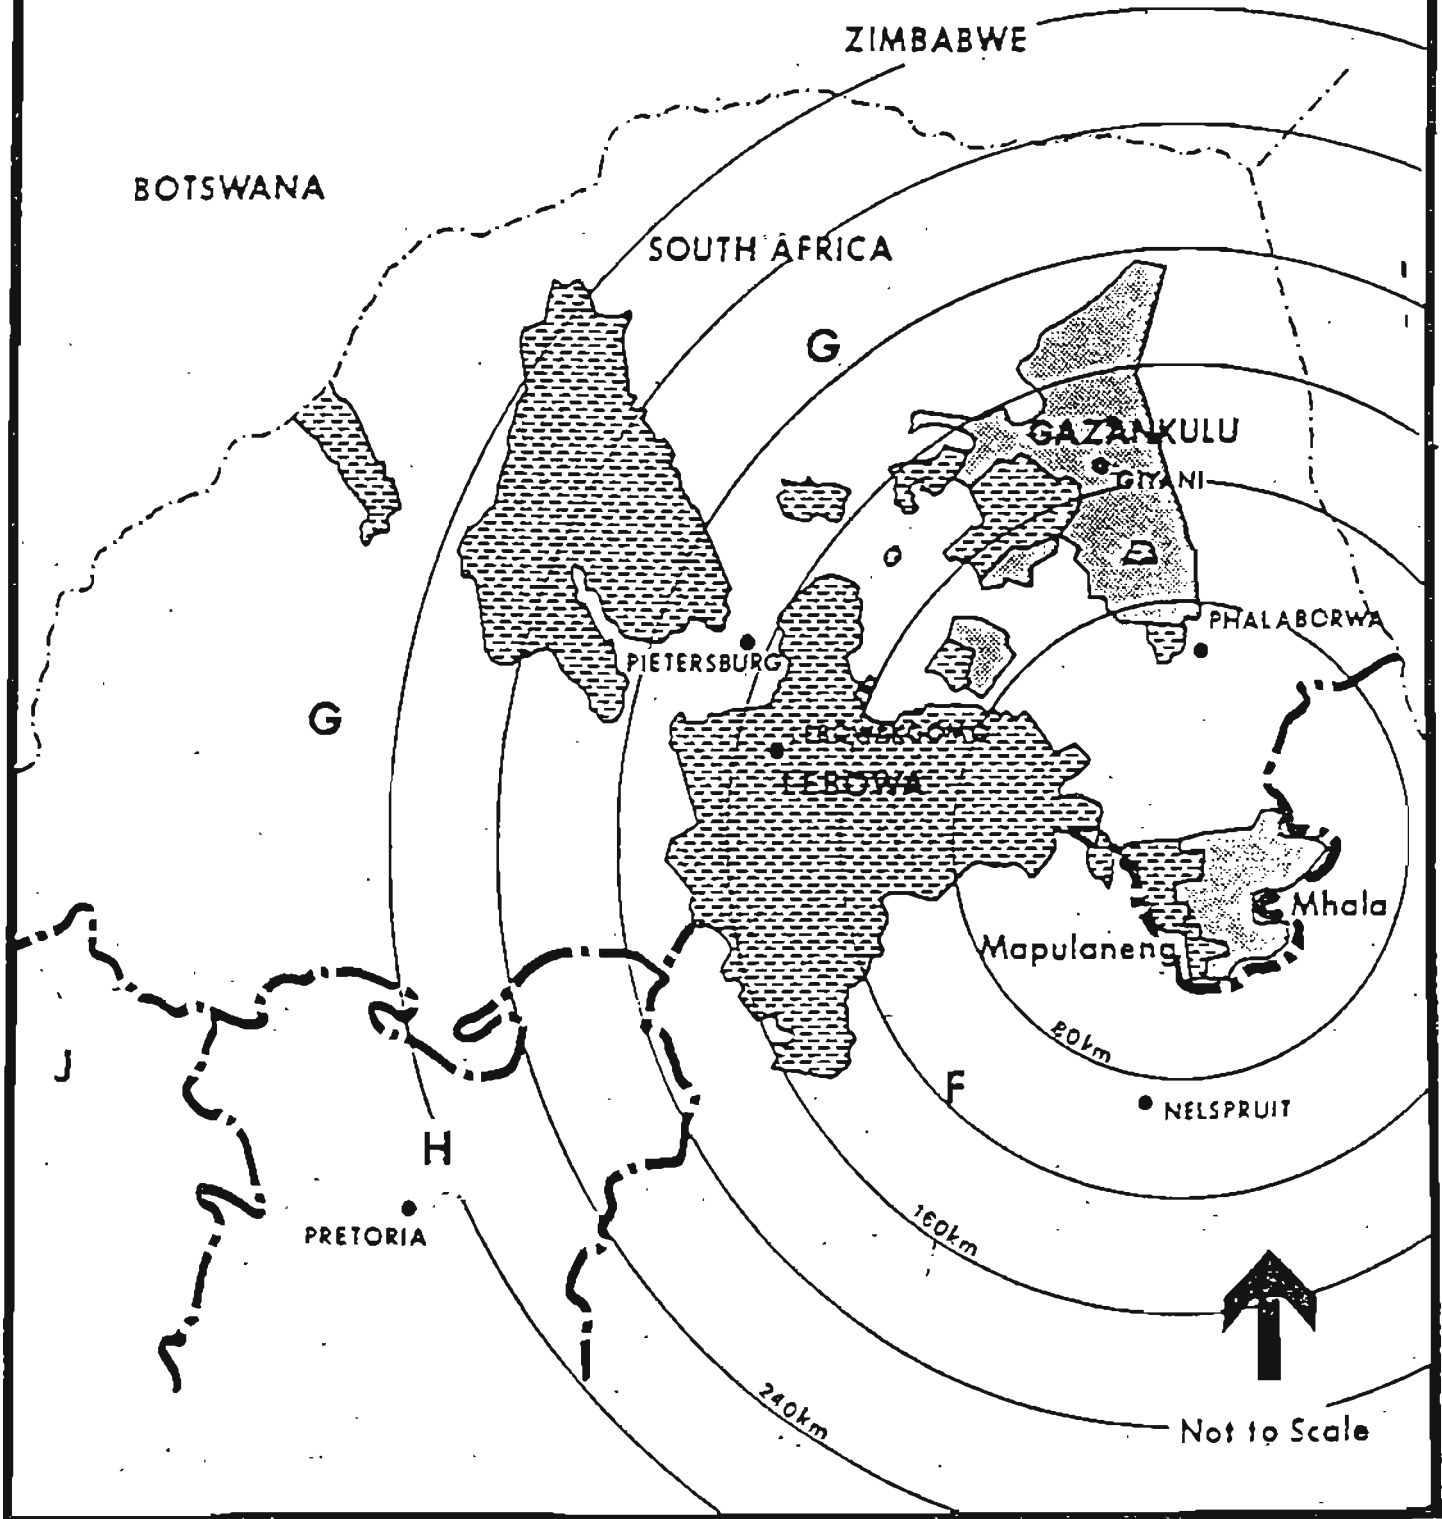 ZIMBABWE
BOTSWANA
SOUTH AFRICA
G
GAZANKULU
GIYANI
PHALABORWA
PIETERSBURG
G
LEBOWAKGOMO
LEBOWA
Mhala
Mapulaneng
80km
J
F
NELSPRUIT
H
PRETORIA
160km
240km
Not to Scale